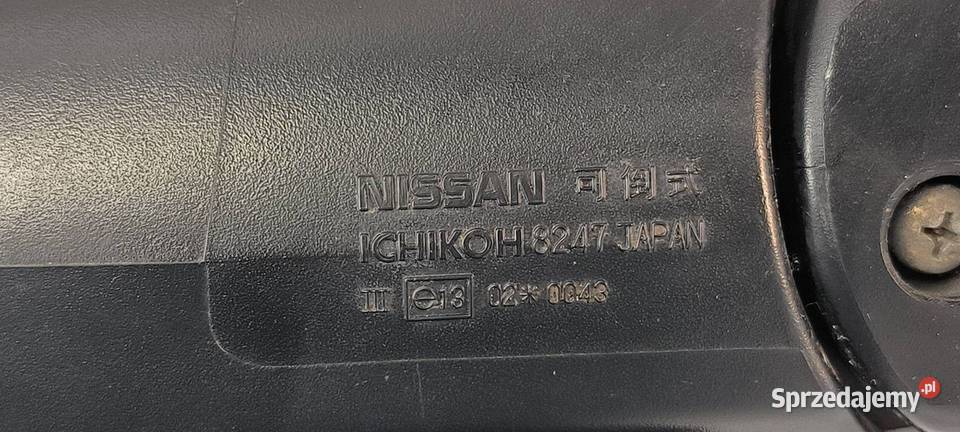 NISSAN 可倒式
ICHIKOH 8247 JAPAN
III e13 02* 0043
Sprzedajemy.pl